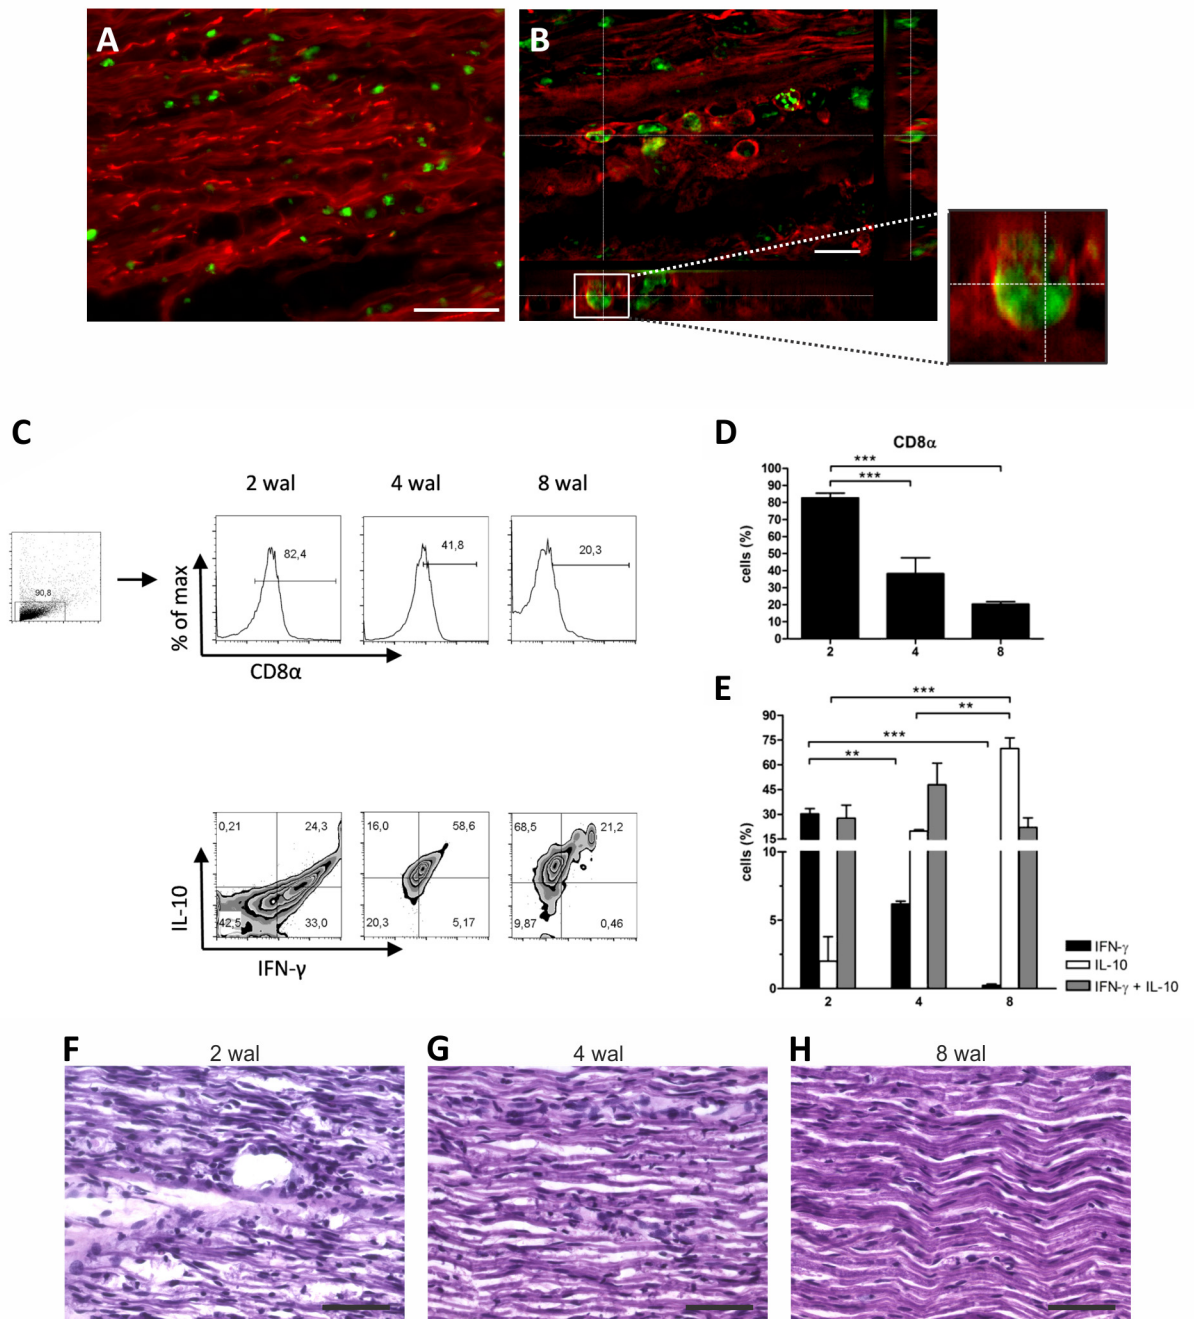 A
B
C
2 wal
4 wal
8 wal
90,8
82,4
41,8
20,3
% of max
CD8α
D
CD8α
***
***
100
90
80
70
60
50
40
30
20
10
0
cells (%)
2
4
8
0,21
24,3
42,5
33,0
16,0
58,6
20,3
5,17
68,5
21,2
9,87
0,46
IL-10
IFN-γ
E
***
**
***
**
90
75
60
45
30
15
10
5
0
cells (%)
2
4
8
IFN-γ
IL-10
IFN-γ + IL-10
F
2 wal
G
4 wal
H
8 wal